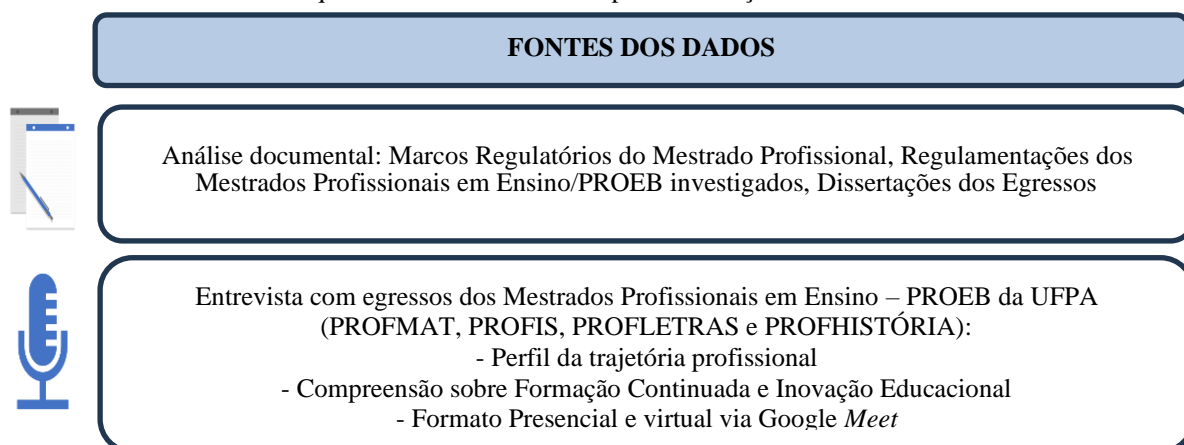 FONTES DOS DADOS
Análise documental: Marcos Regulatórios do Mestrado Profissional, Regulamentações dos
Mestrados Profissionais em Ensino/PROEB investigados, Dissertações dos Egressos
Entrevista com egressos dos Mestrados Profissionais em Ensino – PROEB da UFPA
(PROFMAT, PROFIS, PROFLETRAS e PROFHISTÓRIA):
- Perfil da trajetória profissional
- Compreensão sobre Formação Continuada e Inovação Educacional
- Formato Presencial e virtual via Google Meet